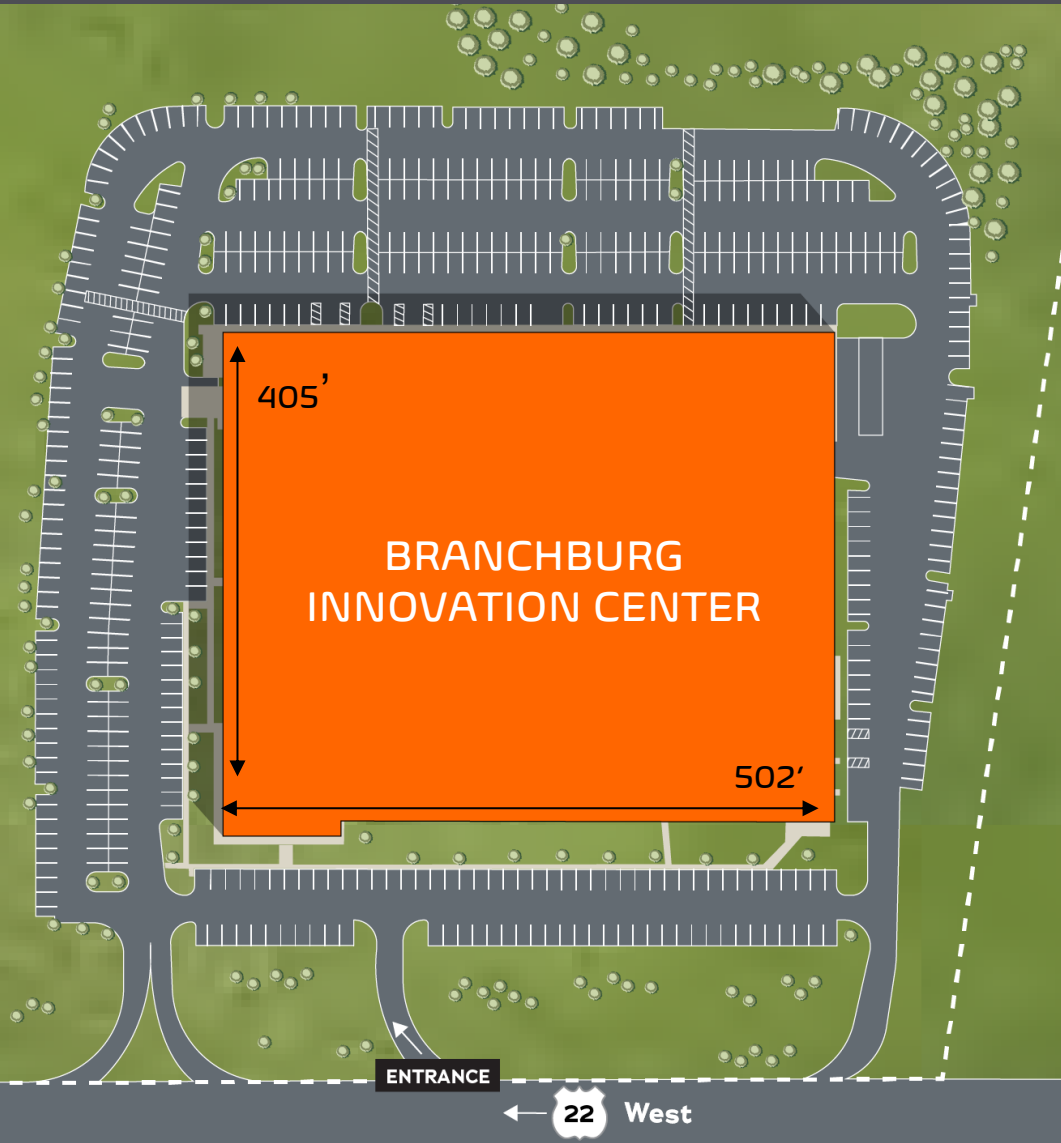 405’
BRANCHBURG
INNOVATION CENTER
502’
ENTRANCE
22 West